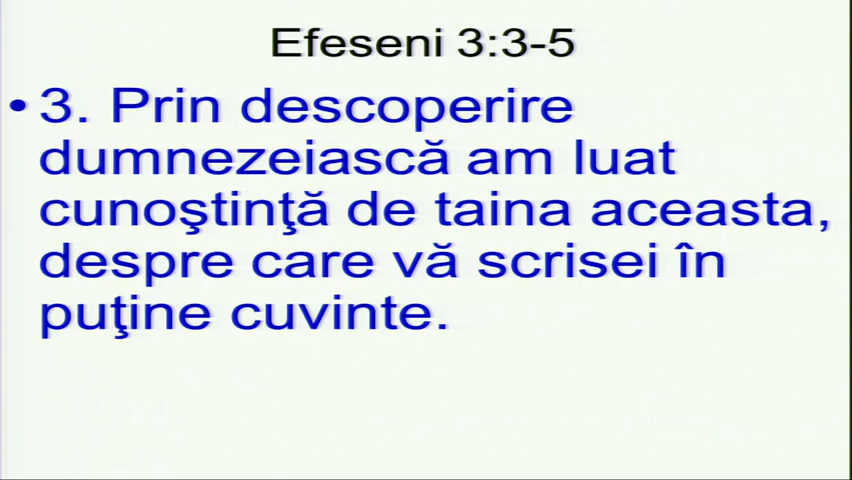 Efeseni 3:3-5
• 3. Prin descoperire
dumnezeiască am luat
cunoştinţă de taina aceasta,
despre care vă scrisei în
puţine cuvinte.